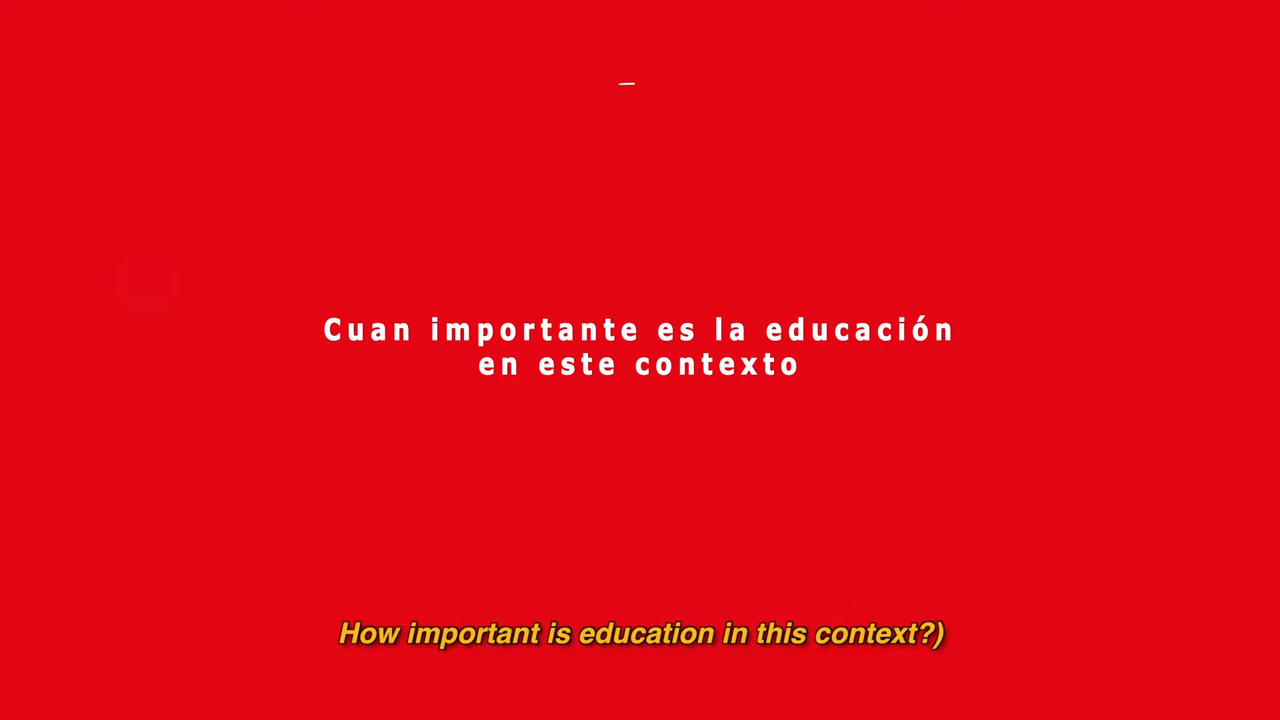 Cuan importante es la educación
en este contexto
How important is education in this context?)